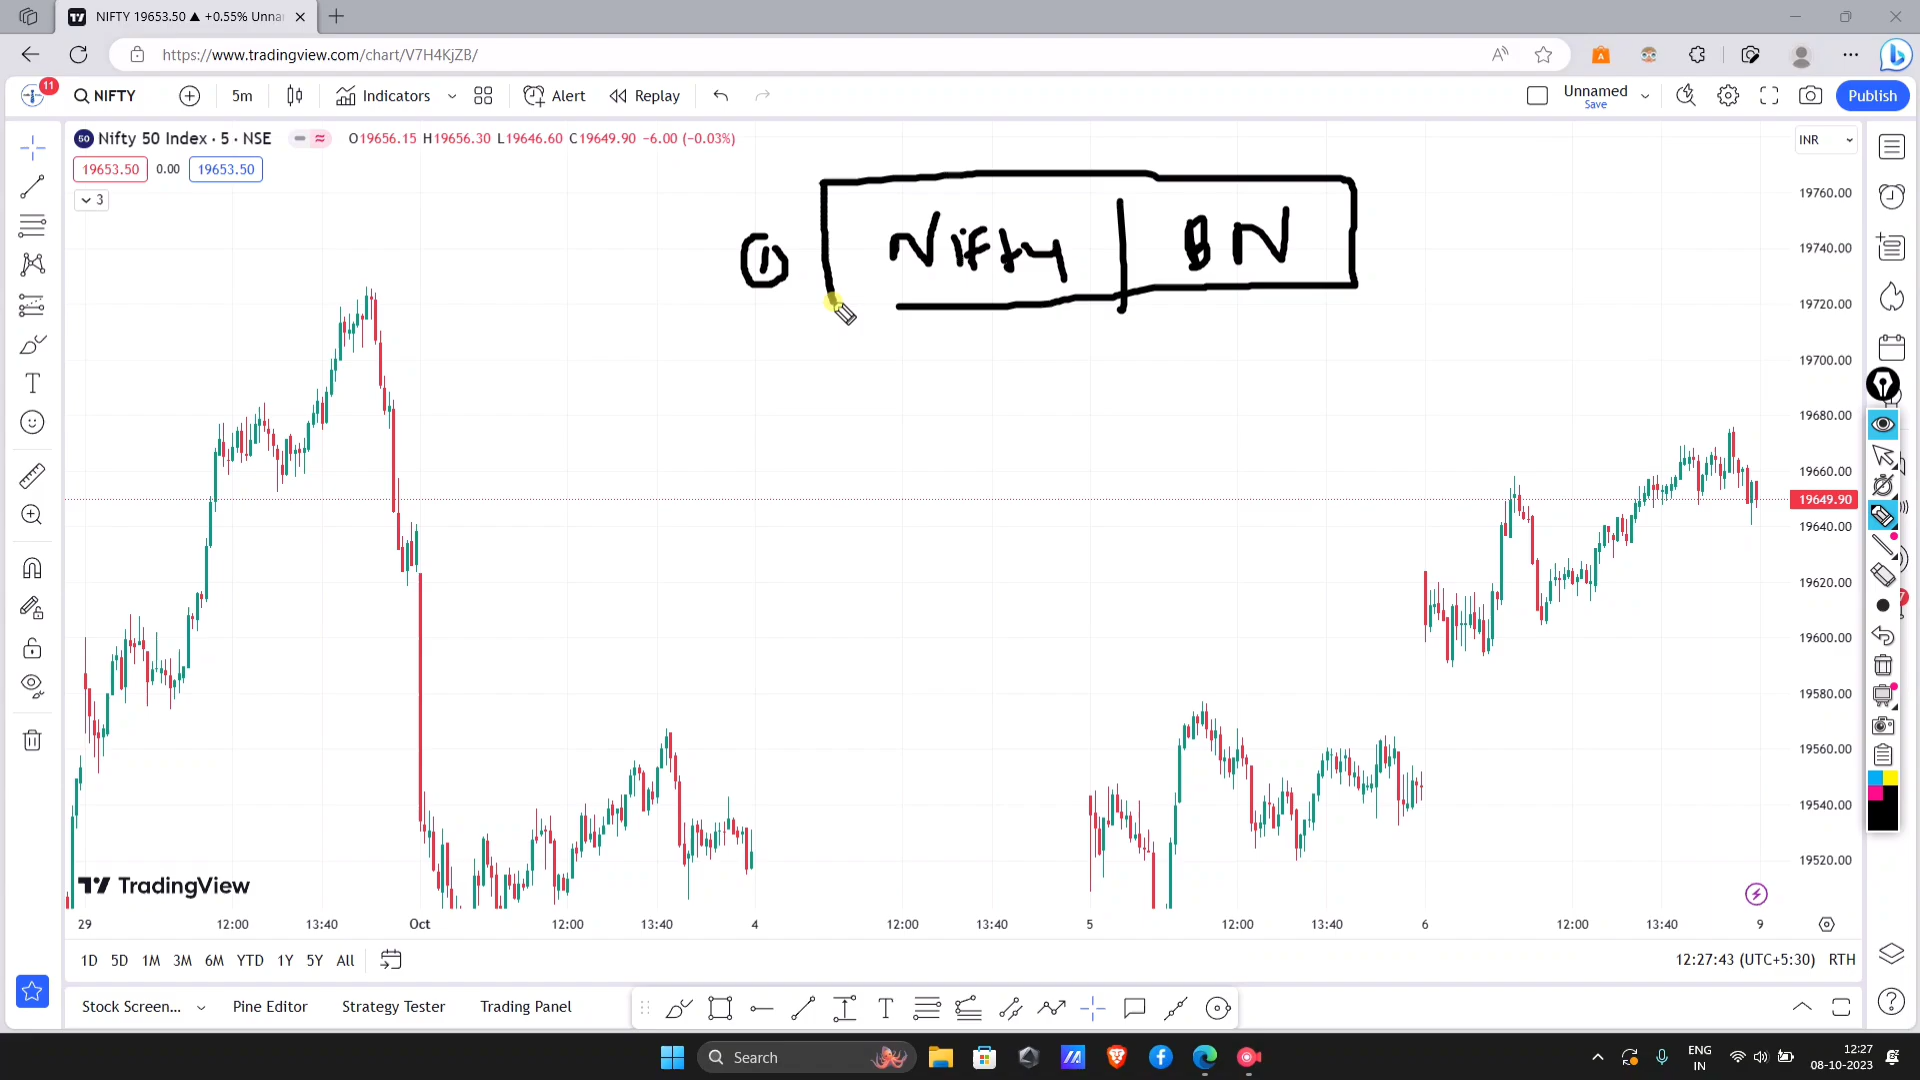 NIFTY 19653.50 ▲ +0.55% Unna
https://www.tradingview.com/chart/V7H4KjZB/
11
NIFTY
5m
Indicators
Alert
Replay
Unnamed
Save
Publish
50 Nifty 50 Index · 5 · NSE
O19656.15 H19656.30 L19646.60 C19649.90 −6.00 (−0.03%)
INR
19653.50 0.00 19653.50
3
① Nifty | BN
19760.00
19740.00
19720.00
19700.00
19680.00
19660.00
19649.90
19640.00
19620.00
19600.00
19580.00
19560.00
19540.00
19520.00
TradingView
29 12:00 13:40 Oct 12:00 13:40 4 12:00 13:40 5 12:00 13:40 6 12:00 13:40 9
1D 5D 1M 3M 6M YTD 1Y 5Y All
12:27:43 (UTC+5:30) RTH
Stock Screen... Pine Editor Strategy Tester Trading Panel
Search
ENG
IN
12:27
08-10-2023